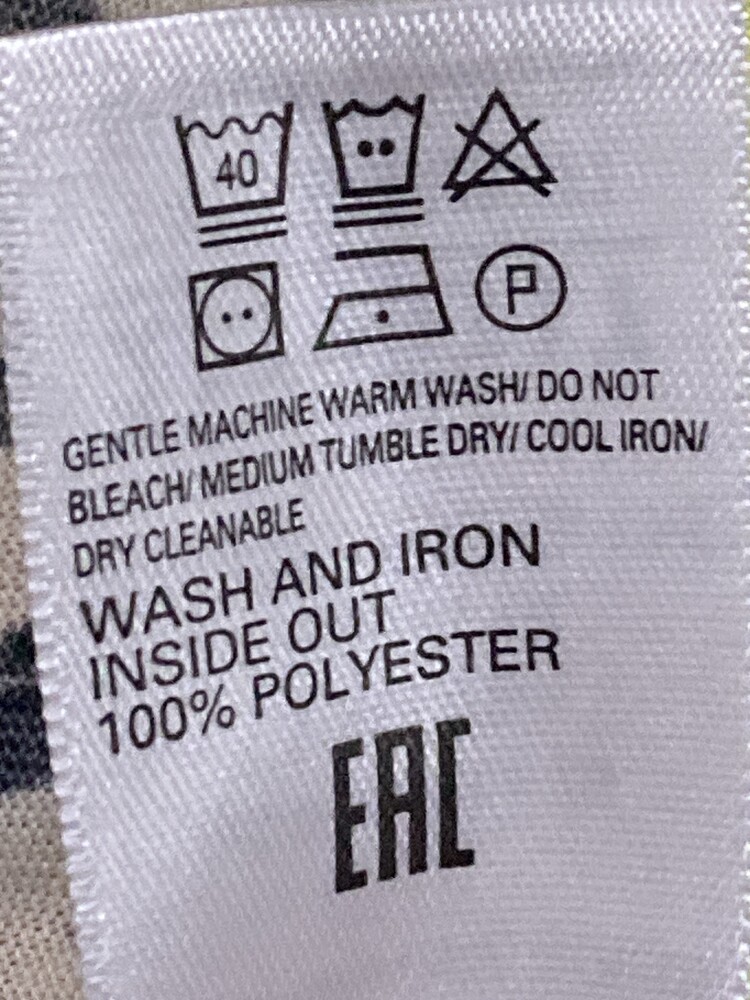 40
P
GENTLE MACHINE WARM WASH/ DO NOT
BLEACH/ MEDIUM TUMBLE DRY/ COOL IRON/
DRY CLEANABLE
WASH AND IRON
INSIDE OUT
100% POLYESTER
EAC